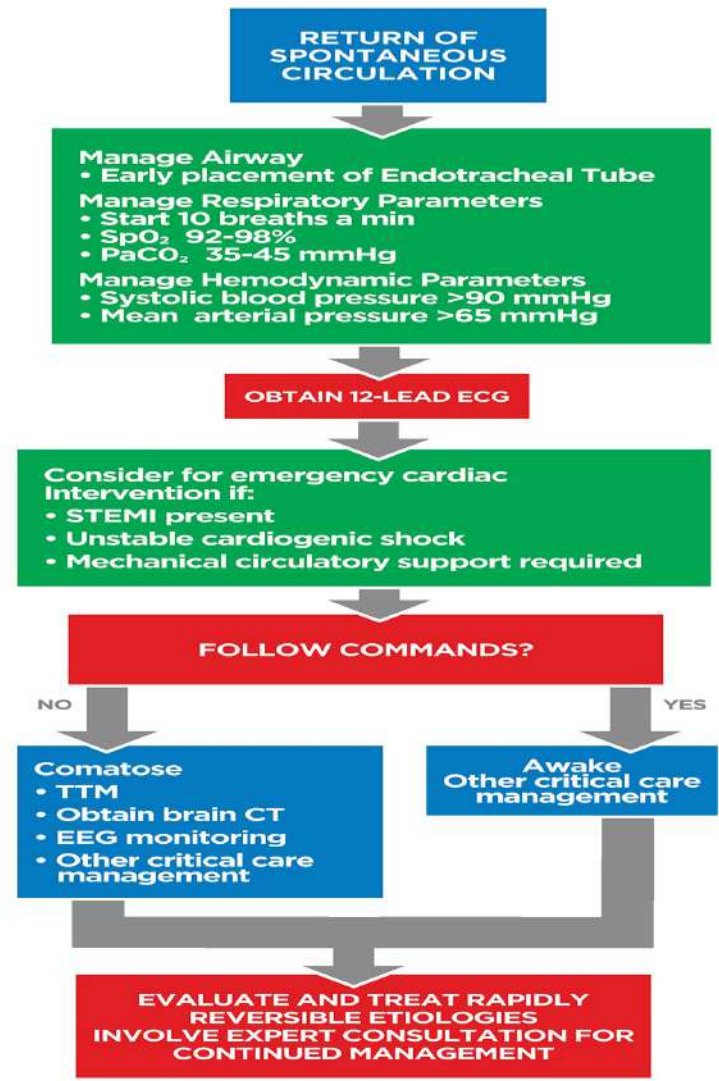 RETURN OF
SPONTANEOUS
CIRCULATION
Manage Airway
• Early placement of Endotracheal Tube
Manage Respiratory Parameters
• Start 10 breaths a min
• SpO₂ 92-98%
• PaCO₂ 35-45 mmHg
Manage Hemodynamic Parameters
• Systolic blood pressure >90 mmHg
• Mean arterial pressure >65 mmHg
OBTAIN 12-LEAD ECG
Consider for emergency cardiac
Intervention if:
• STEMI present
• Unstable cardiogenic shock
• Mechanical circulatory support required
FOLLOW COMMANDS?
NO
YES
Comatose
• TTM
• Obtain brain CT
• EEG monitoring
• Other critical care
management
Awake
Other critical care
management
EVALUATE AND TREAT RAPIDLY
REVERSIBLE ETIOLOGIES
INVOLVE EXPERT CONSULTATION FOR
CONTINUED MANAGEMENT